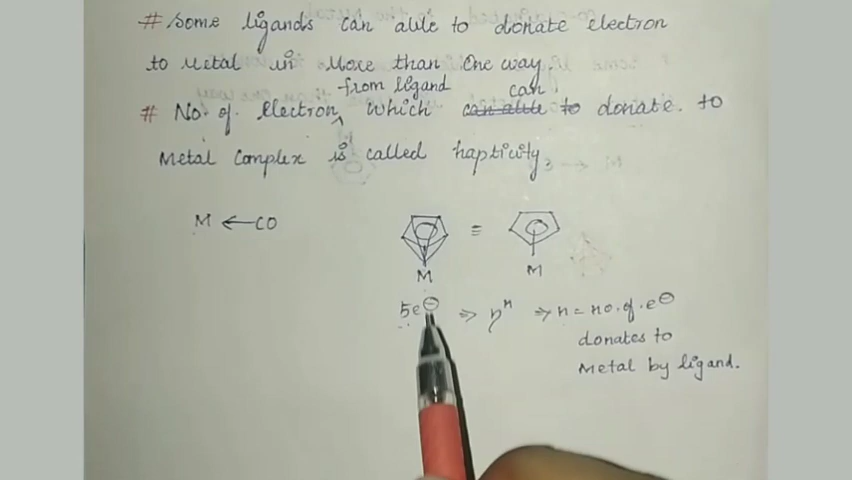 # Some ligands can able to donate electron
to Metal in More than One way.
from ligand can
# No. of electron, which can able to donate. to
Metal Complex is called hapticity.
M ← CO
≡
M M
5e⊖ ⇒ η^n ⇒ n = no. of. e⊖
donates to
Metal by ligand.